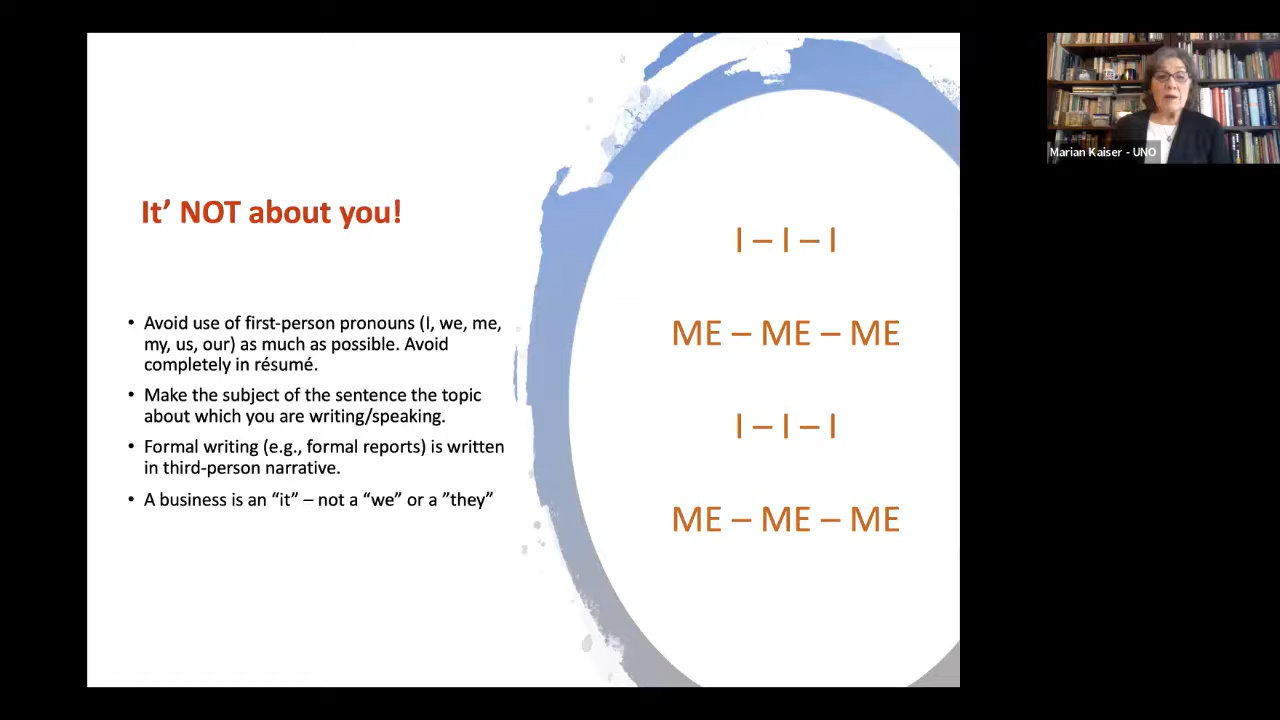 It’ NOT about you!
• Avoid use of first-person pronouns (I, we, me,
my, us, our) as much as possible. Avoid
completely in résumé.
• Make the subject of the sentence the topic
about which you are writing/speaking.
• Formal writing (e.g., formal reports) is written
in third-person narrative.
• A business is an “it” – not a “we” or a ”they”
I – I – I
ME – ME – ME
I – I – I
ME – ME – ME
Marian Kaiser - UNO